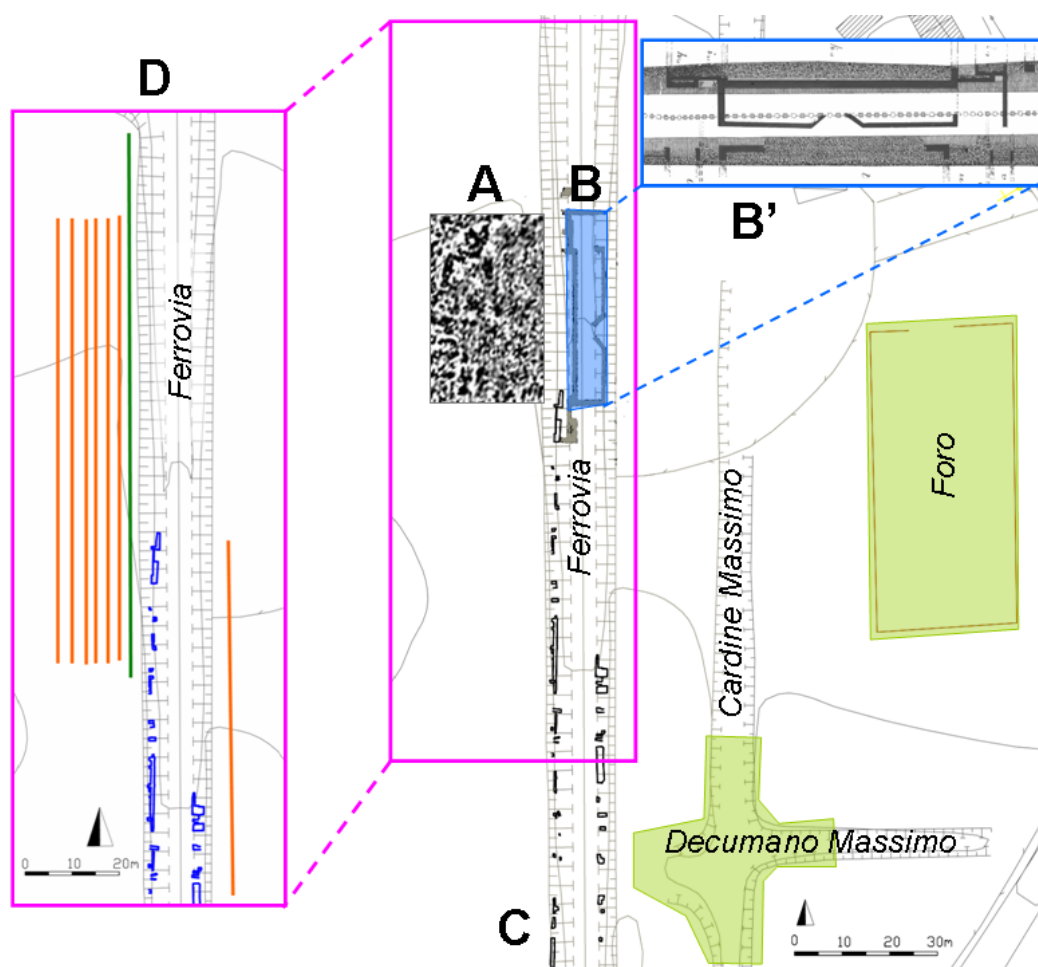 D
Ferrovia
0 10 20m
A
B
B'
Ferrovia
Cardine Massimo
Foro
Decumano Massimo
C
0 10 20 30m